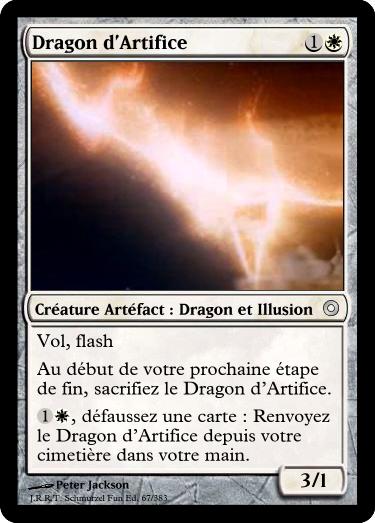 Dragon d'Artifice 1
Créature Artéfact : Dragon et Illusion
Vol, flash
Au début de votre prochaine étape
de fin, sacrifiez le Dragon d'Artifice.
1, défaussez une carte : Renvoyez
le Dragon d'Artifice depuis votre
cimetière dans votre main.
3/1
Peter Jackson
J.R.R.T. Schmurzel Fun Ed. 67/383